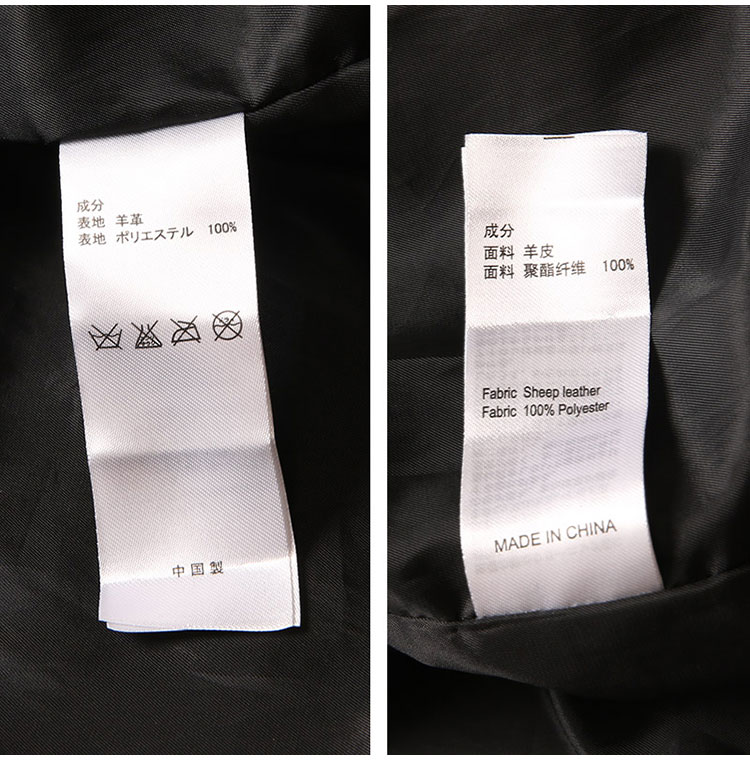 成分
表地 羊革
表地 ポリエステル 100%
中国製
成分
面料 羊皮
面料 聚酯纤维 100%
Fabric Sheep leather
Fabric 100% Polyester
MADE IN CHINA